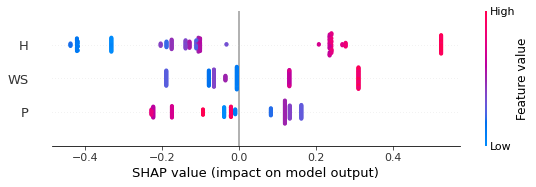 High
H
WS
P
Low
Feature value
−0.4 −0.2 0.0 0.2 0.4
SHAP value (impact on model output)